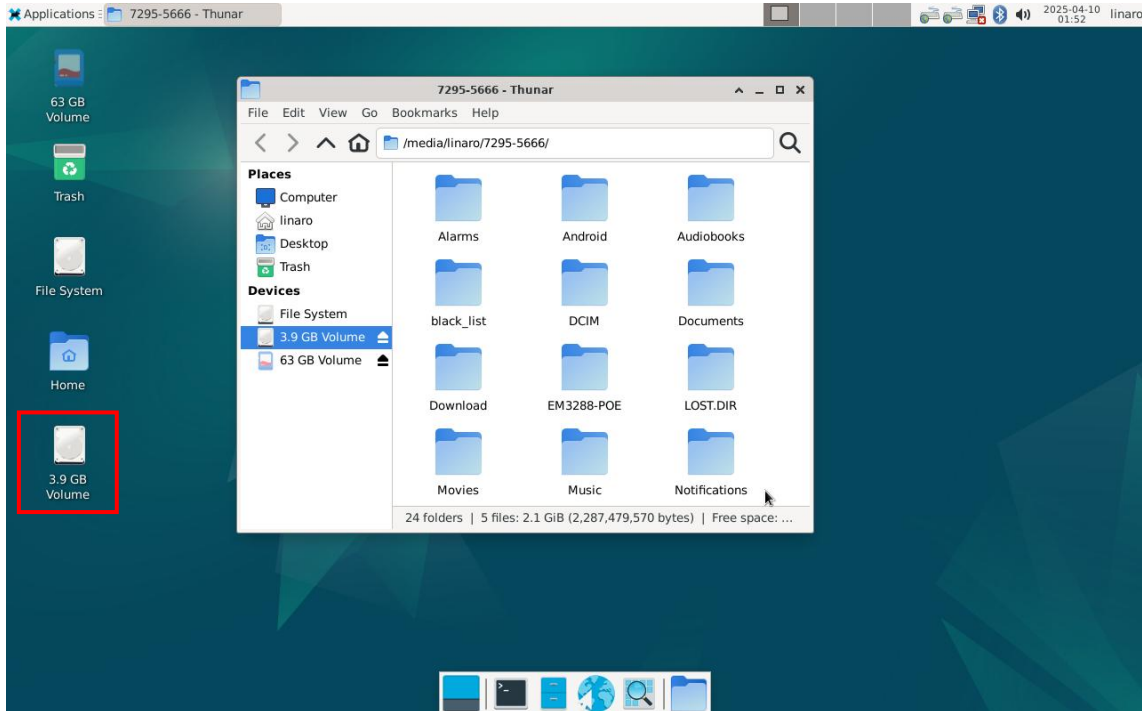 Applications
7295-5666 - Thunar
2025-04-10
01:52
linaro
63 GB
Volume
Trash
File System
Home
3.9 GB
Volume
7295-5666 - Thunar
File Edit View Go Bookmarks Help
/media/linaro/7295-5666/
Places
Computer
linaro
Desktop
Trash
Devices
File System
3.9 GB Volume
63 GB Volume
Alarms
Android
Audiobooks
black_list
DCIM
Documents
Download
EM3288-POE
LOST.DIR
Movies
Music
Notifications
24 folders | 5 files: 2.1 GiB (2,287,479,570 bytes) | Free space: ...